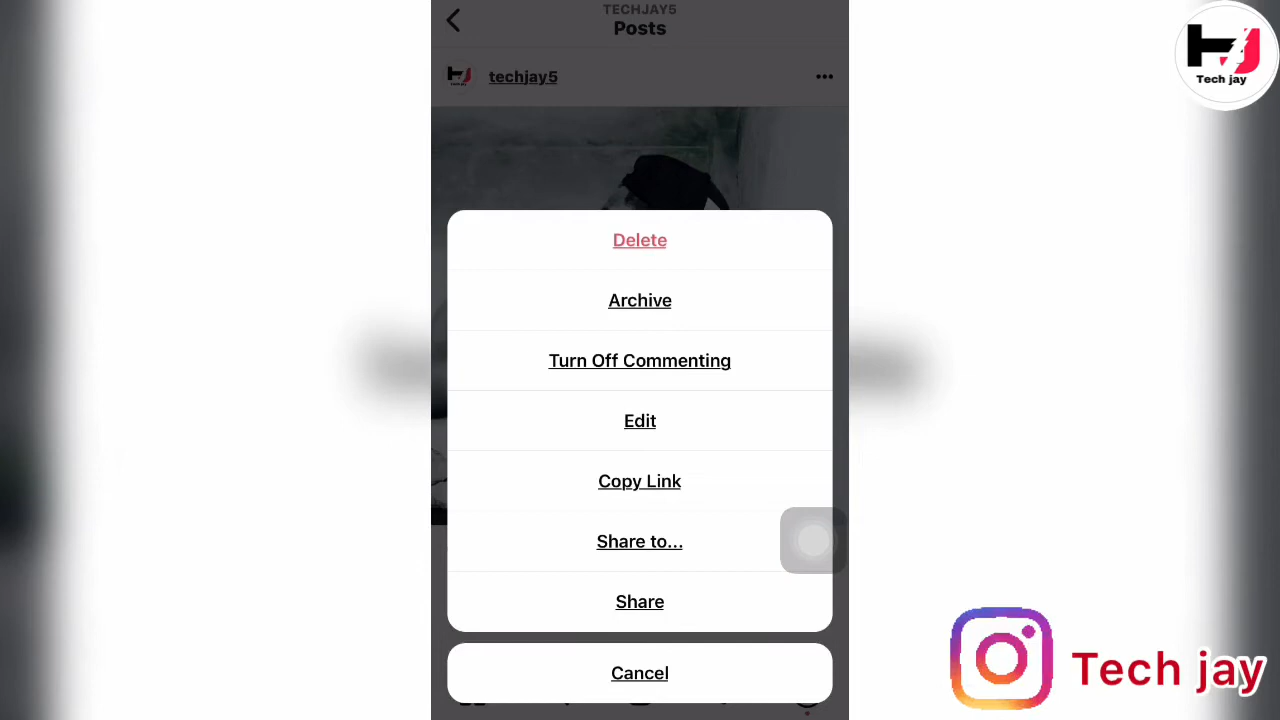 TECHJAY5
Posts
techjay5
Delete
Archive
Turn Off Commenting
Edit
Copy Link
Share to...
Share
Cancel
Tech jay
Tech jay